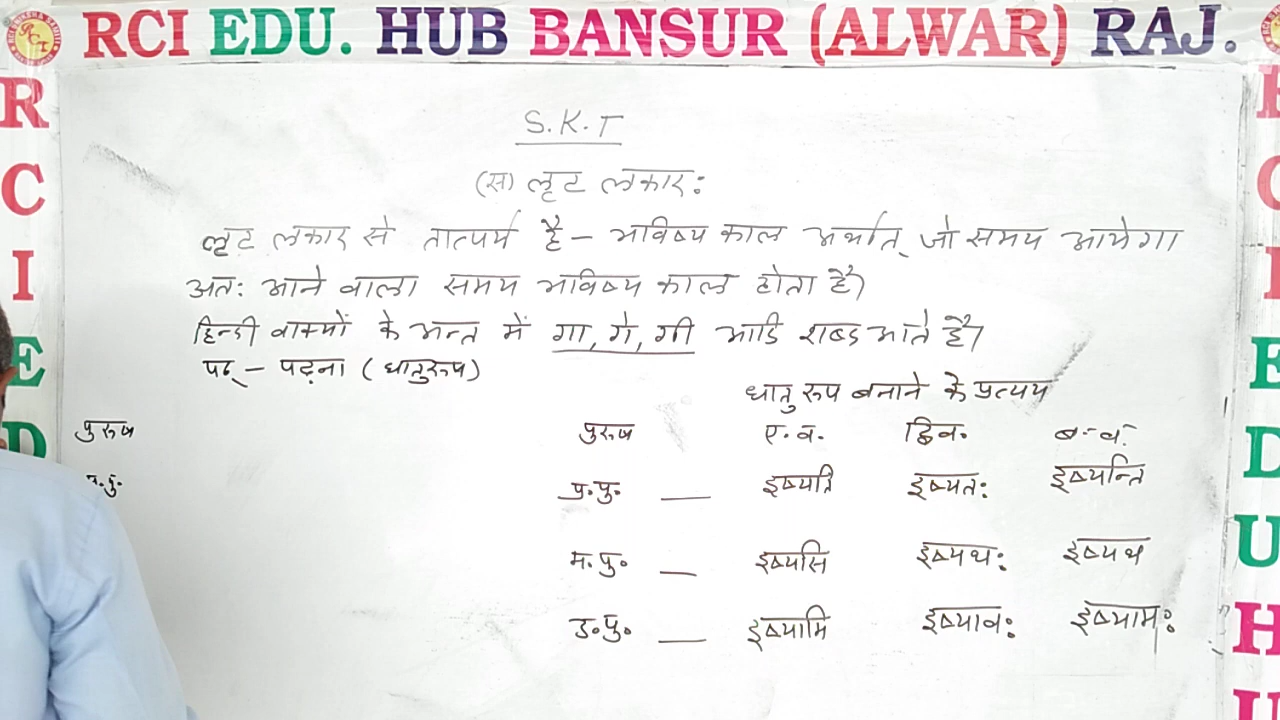 RCI EDU. HUB BANSUR (ALWAR) RAJ.
S.K.T
(स) लृट लकार:
लृट लकार से तात्पर्य है - भविष्य काल अर्थात् जो समय आयेगा
अत: आने वाला समय भविष्य काल होता है।
हिन्दी वाक्यों के अन्त में गा, गे, गी आदि शब्द आते हैं।
पठ् - पढ़ना (धातुरूप)
धातु रूप बनाने के प्रत्यय
पुरूष पुरूष ए.व. द्विव. ब.व.
प्र.पु. इष्यति इष्यत: इष्यन्ति
म.पु. इष्यसि इष्यथ: इष्यथ
उ.पु. इष्यामि इष्याव: इष्याम:
R C I E D
R C I E D U H U